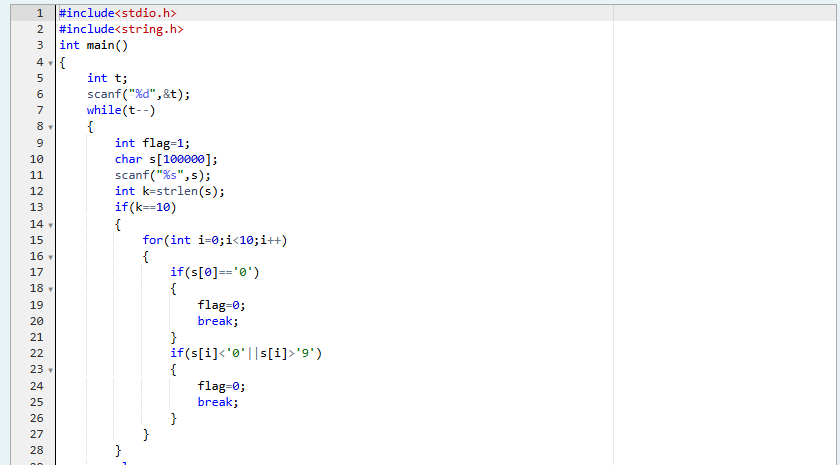 1 #include<stdio.h>
2 #include<string.h>
3 int main()
4 {
5 int t;
6 scanf("%d",&t);
7 while(t--)
8 {
9 int flag=1;
10 char s[100000];
11 scanf("%s",s);
12 int k=strlen(s);
13 if(k==10)
14 {
15 for(int i=0;i<10;i++)
16 {
17 if(s[0]=='0')
18 {
19 flag=0;
20 break;
21 }
22 if(s[i]<'0'||s[i]>'9')
23 {
24 flag=0;
25 break;
26 }
27 }
28 }